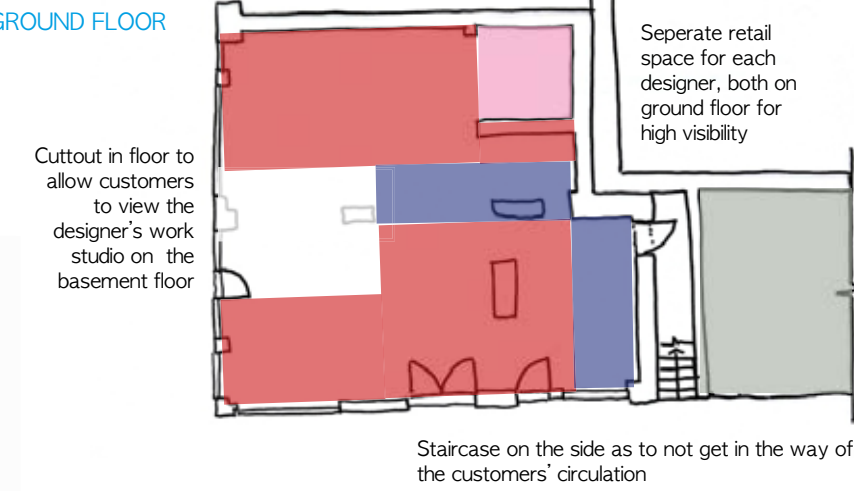 GROUND FLOOR
Seperate retail
space for each
designer, both on
ground floor for
high visibility
Cuttout in floor to
allow customers
to view the
designer's work
studio on the
basement floor
Staircase on the side as to not get in the way of
the customers' circulation